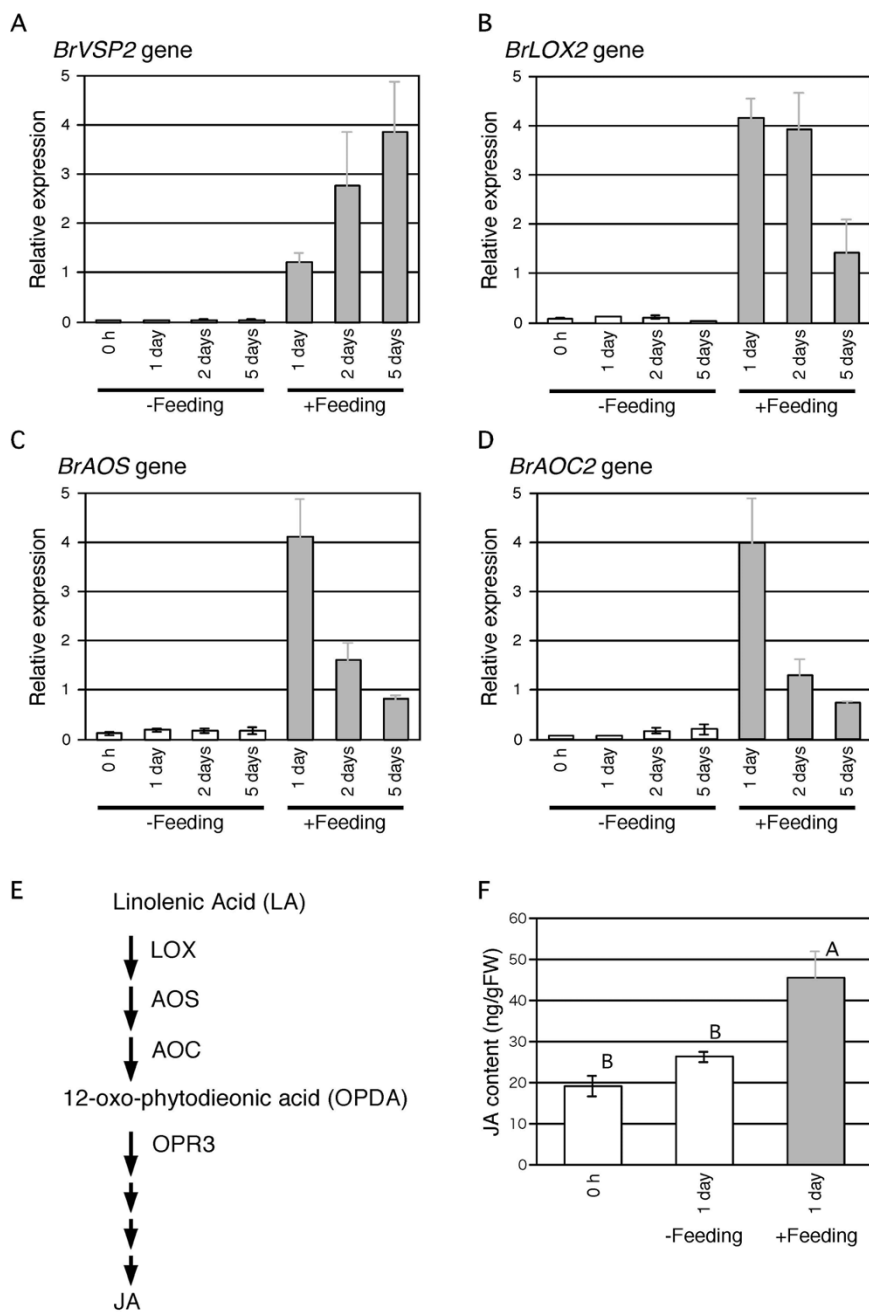 A
BrVSP2 gene
Relative expression
5
4
3
2
1
0
0 h
1 day
2 days
5 days
1 day
2 days
5 days
-Feeding
+Feeding
B
BrLOX2 gene
Relative expression
5
4
3
2
1
0
0 h
1 day
2 days
5 days
1 day
2 days
5 days
-Feeding
+Feeding
C
BrAOS gene
Relative expression
5
4
3
2
1
0
0 h
1 day
2 days
5 days
1 day
2 days
5 days
-Feeding
+Feeding
D
BrAOC2 gene
Relative expression
5
4
3
2
1
0
0 h
1 day
2 days
5 days
1 day
2 days
5 days
-Feeding
+Feeding
E
Linolenic Acid (LA)
LOX
AOS
AOC
12-oxo-phytodieonic acid (OPDA)
OPR3
JA
F
JA content (ng/gFW)
60
50
40
30
20
10
0
B
B
A
0 h
1 day
1 day
-Feeding
+Feeding